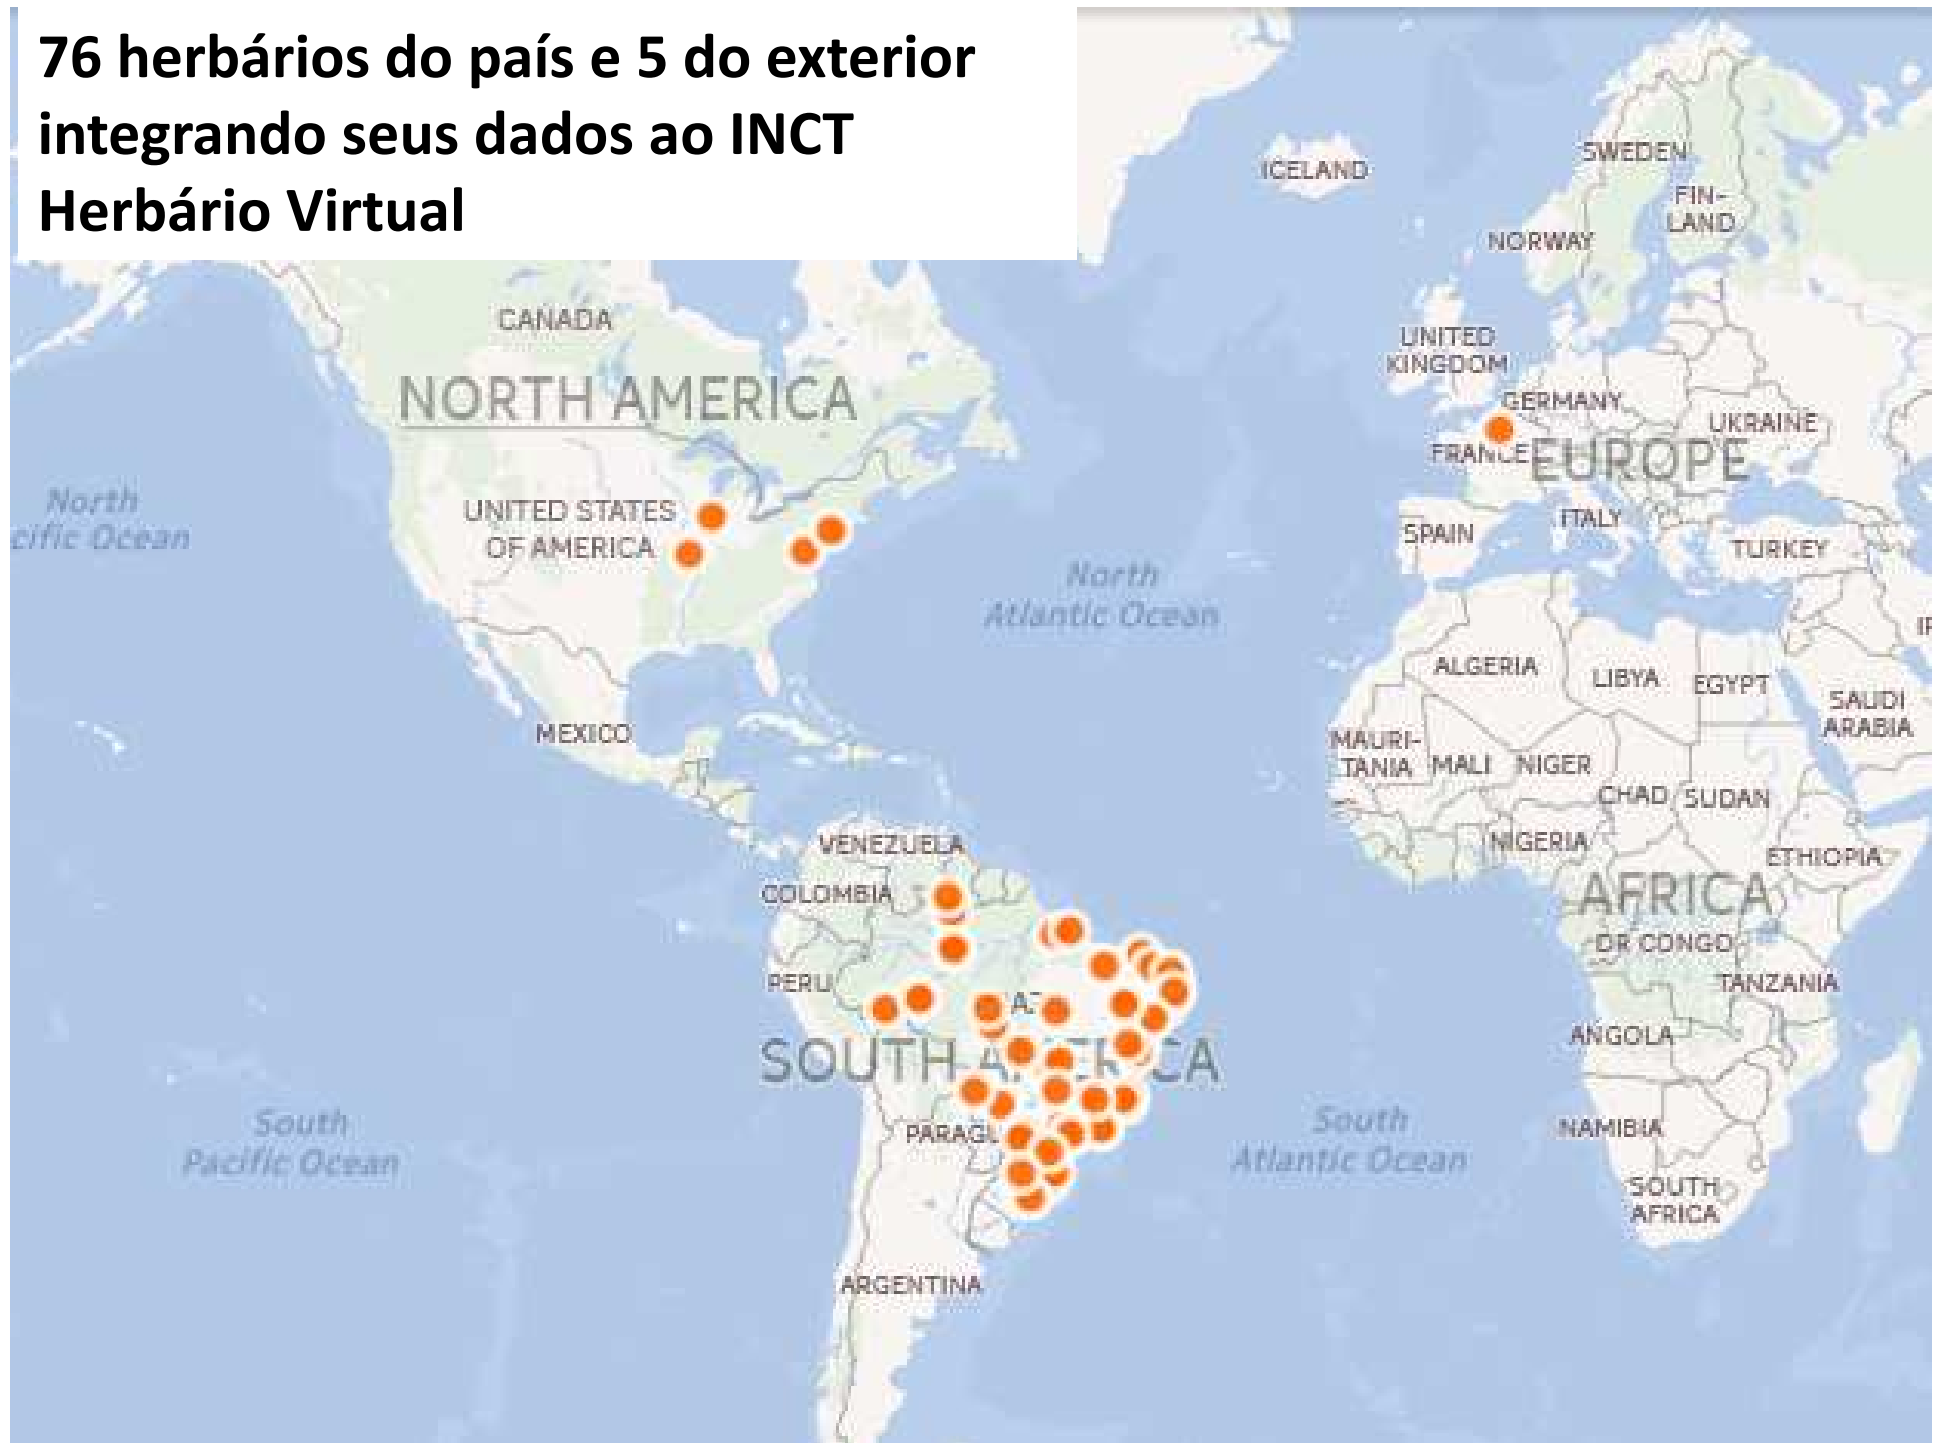 76 herbários do país e 5 do exterior
integrando seus dados ao INCT
Herbário Virtual
ICELAND
SWEDEN
FIN-
LAND
NORWAY
CANADA
UNITED
KINGDOM
NORTH AMERICA
GERMANY
UKRAINE
FRANCE
EUROPE
North
cific Ocean
UNITED STATES
OF AMERICA
SPAIN
ITALY
TURKEY
North
Atlantic Ocean
ALGERIA
LIBYA
EGYPT
SAUDI
ARABIA
MEXICO
MAURI-
TANIA
MALI
NIGER
CHAD
SUDAN
VENEZUELA
NIGERIA
ETHIOPIA
COLOMBIA
AFRICA
DR CONGO
PERU
TANZANIA
ANGOLA
SOUTH A
CA
South
Pacific Ocean
PARAGU
South
Atlantic Ocean
NAMIBIA
SOUTH
AFRICA
ARGENTINA